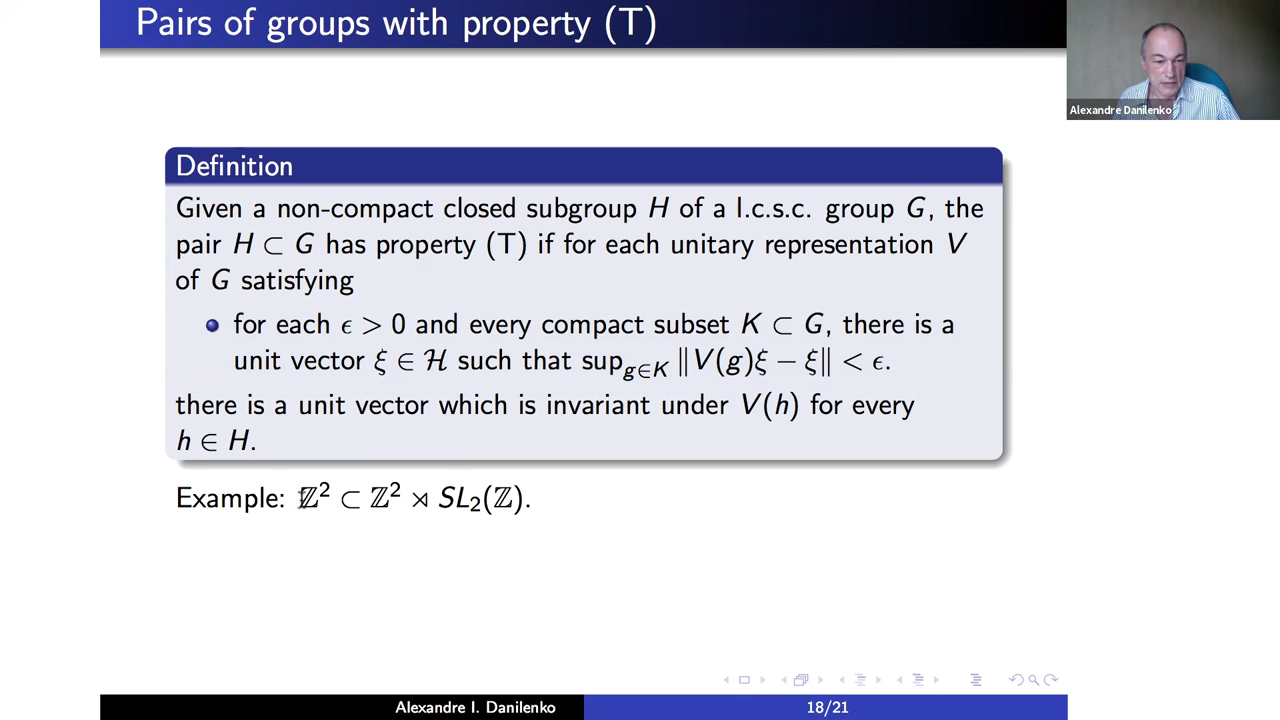 Pairs of groups with property (T)
Alexandre Danilenko
Definition
Given a non-compact closed subgroup H of a l.c.s.c. group G, the
pair H ⊂ G has property (T) if for each unitary representation V
of G satisfying
for each ϵ > 0 and every compact subset K ⊂ G, there is a
unit vector ξ ∈ ℋ such that sup_{g∈K} ‖V(g)ξ − ξ‖ < ϵ.
there is a unit vector which is invariant under V(h) for every
h ∈ H.
Example: ℤ² ⊂ ℤ² ⋊ SL₂(ℤ).
Alexandre I. Danilenko
18/21